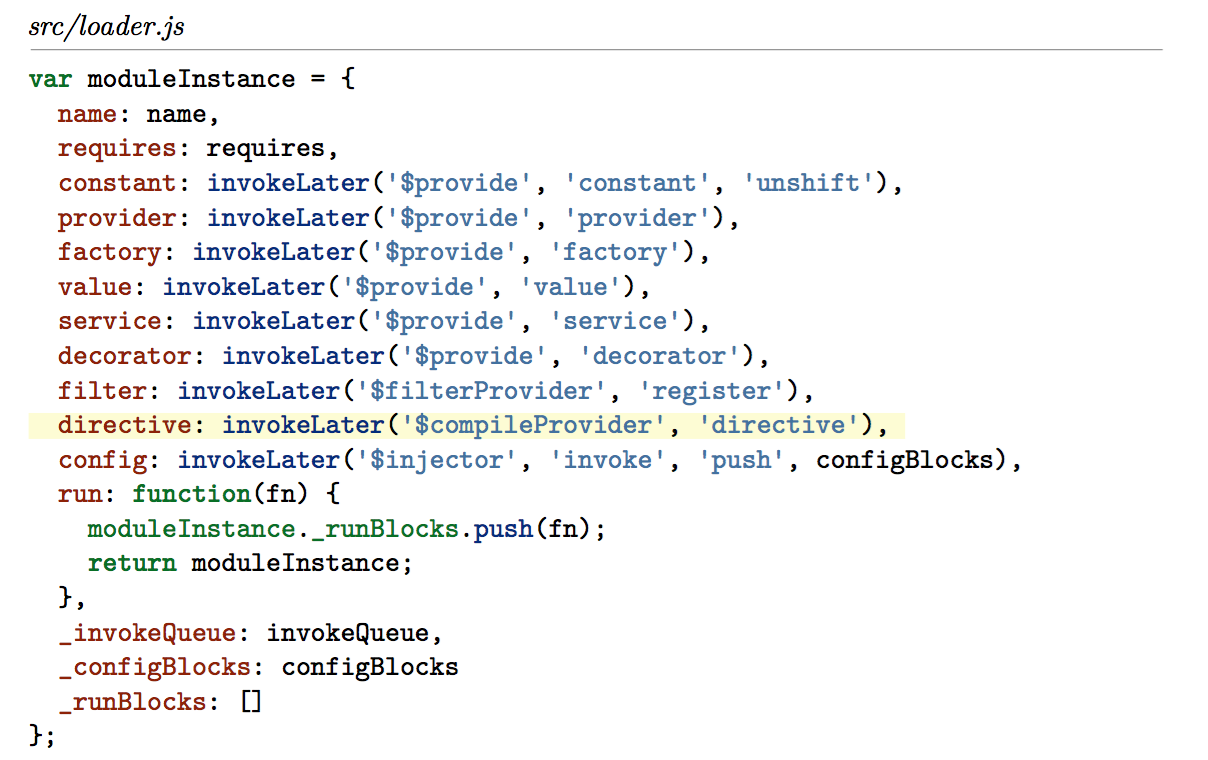 src/loader.js
var moduleInstance = {
  name: name,
  requires: requires,
  constant: invokeLater('$provide', 'constant', 'unshift'),
  provider: invokeLater('$provide', 'provider'),
  factory: invokeLater('$provide', 'factory'),
  value: invokeLater('$provide', 'value'),
  service: invokeLater('$provide', 'service'),
  decorator: invokeLater('$provide', 'decorator'),
  filter: invokeLater('$filterProvider', 'register'),
  directive: invokeLater('$compileProvider', 'directive'),
  config: invokeLater('$injector', 'invoke', 'push', configBlocks),
  run: function(fn) {
    moduleInstance._runBlocks.push(fn);
    return moduleInstance;
  },
  _invokeQueue: invokeQueue,
  _configBlocks: configBlocks
  _runBlocks: []
};